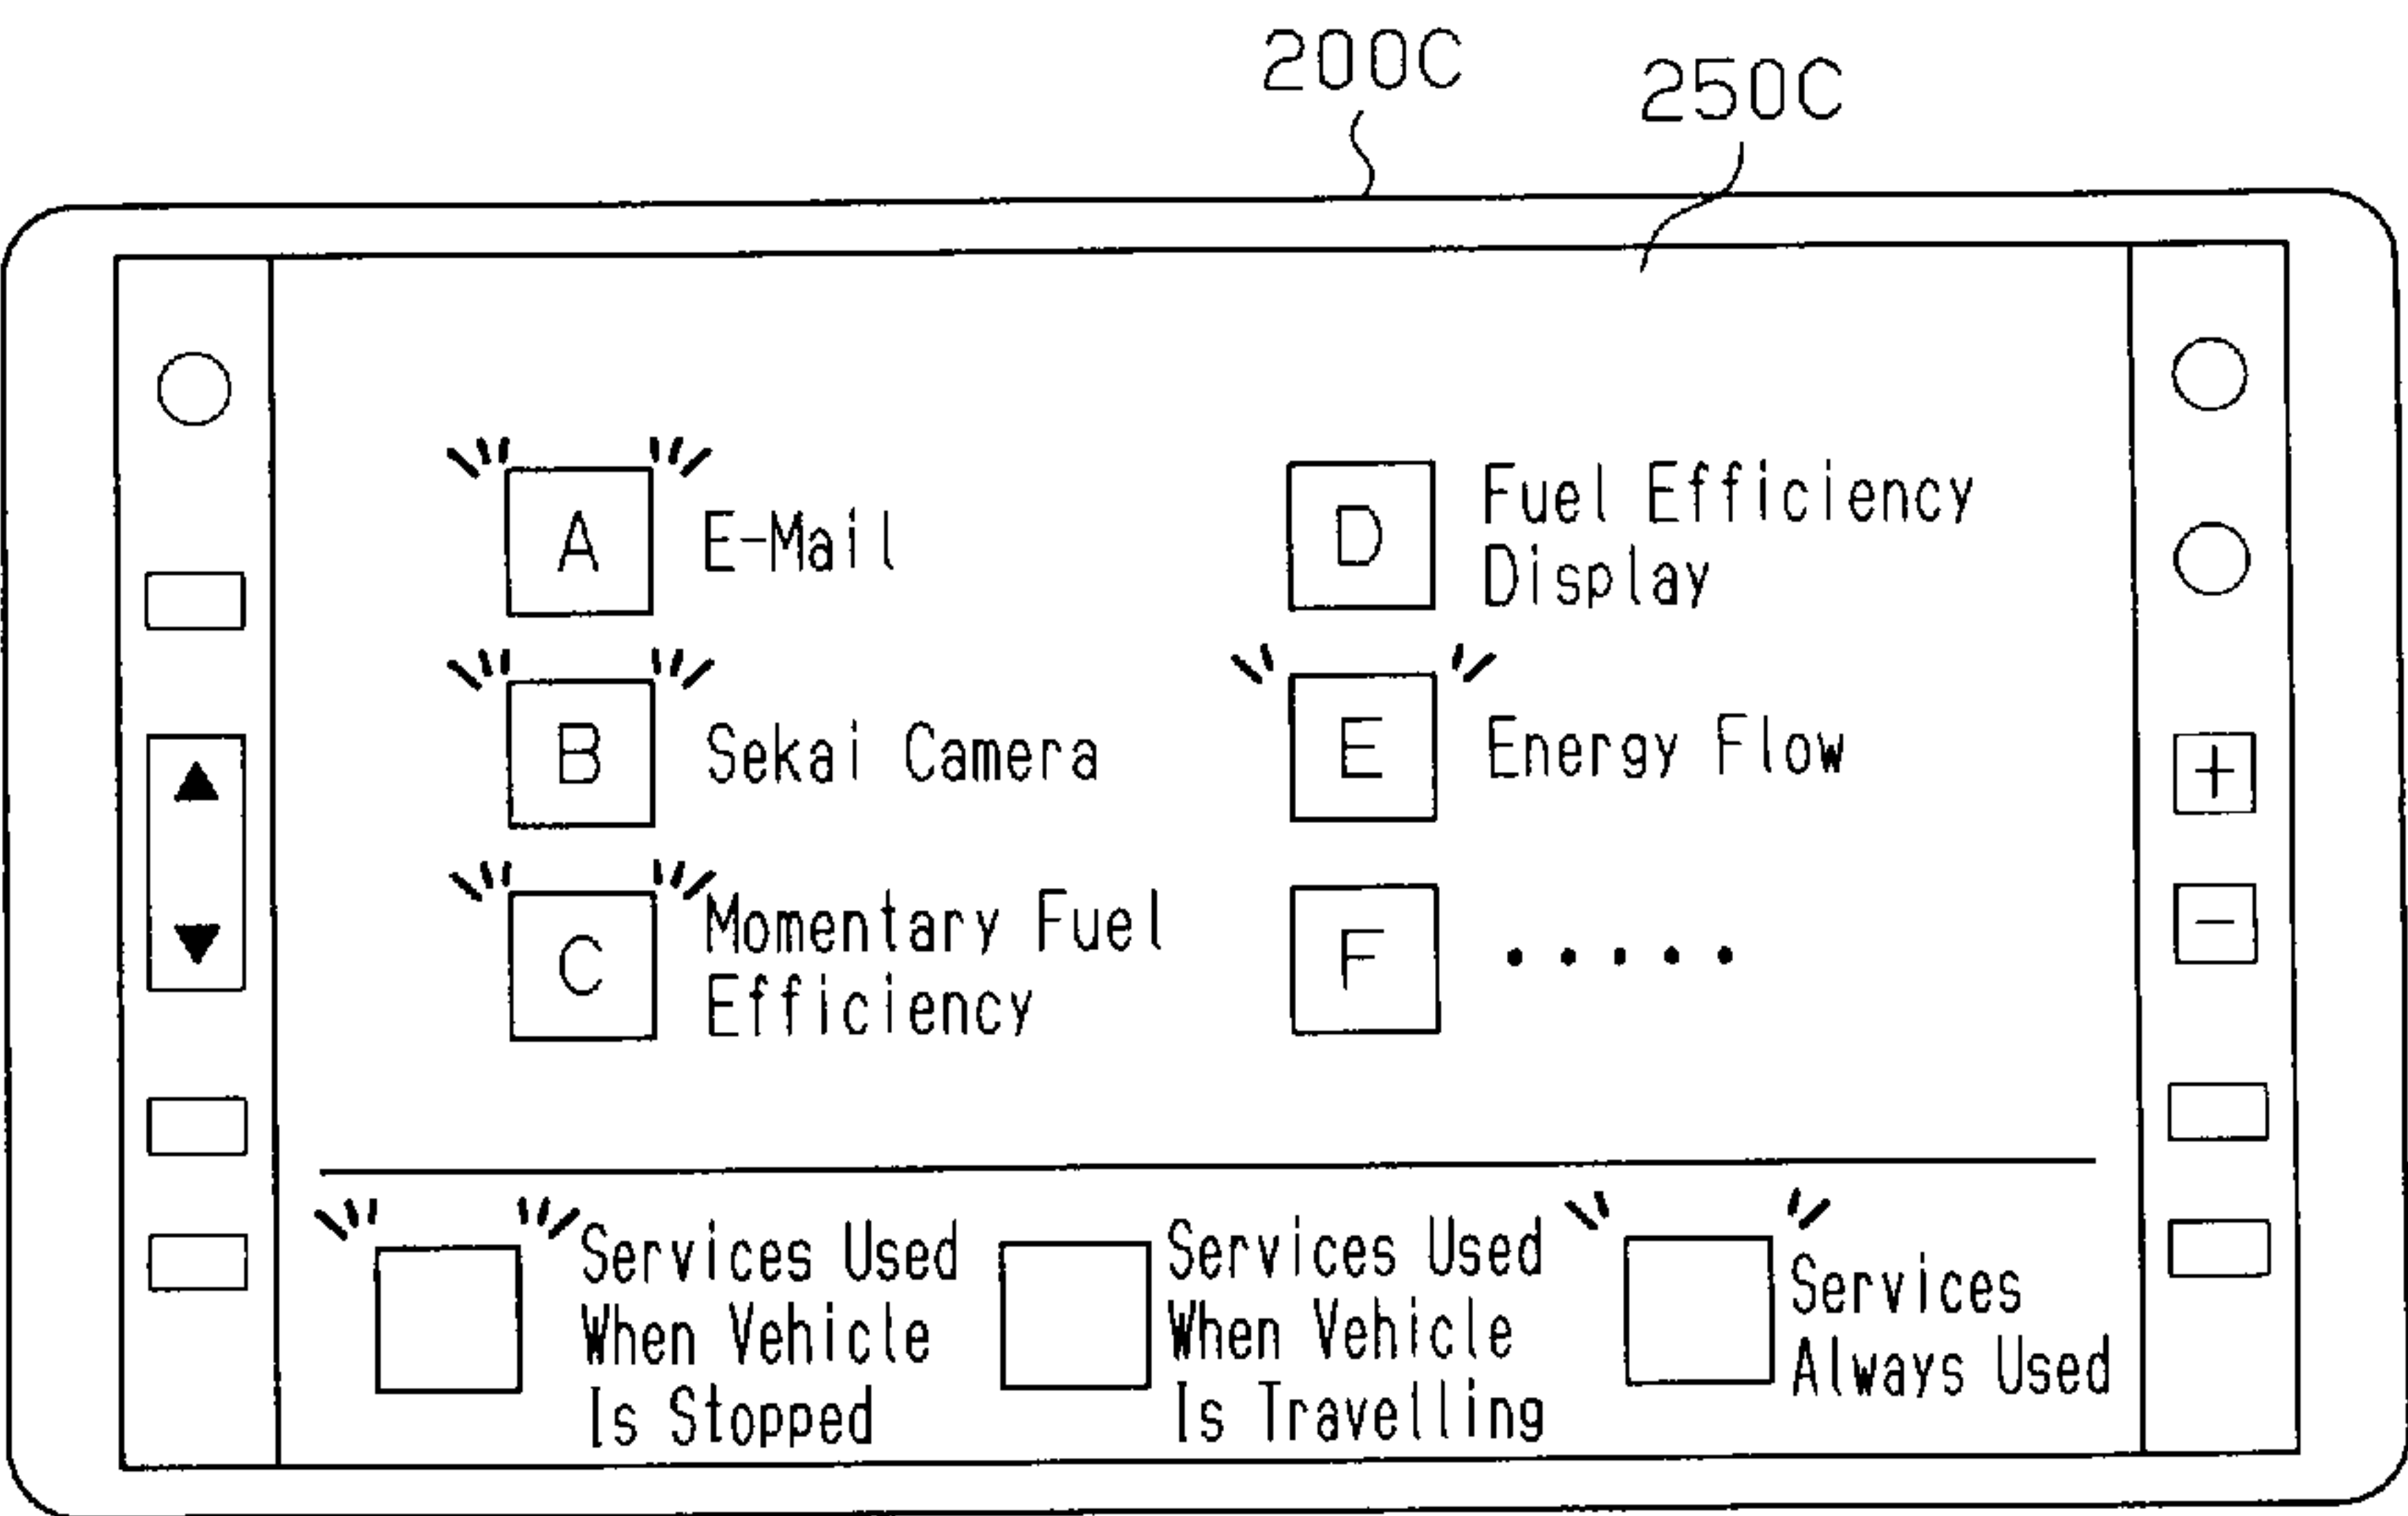 200C
250C
A E-Mail
B Sekai Camera
C Momentary Fuel
Efficiency
D Fuel Efficiency
Display
E Energy Flow
F •••••
+
−
Services Used
When Vehicle
Is Stopped
Services Used
When Vehicle
Is Travelling
Services
Always Used